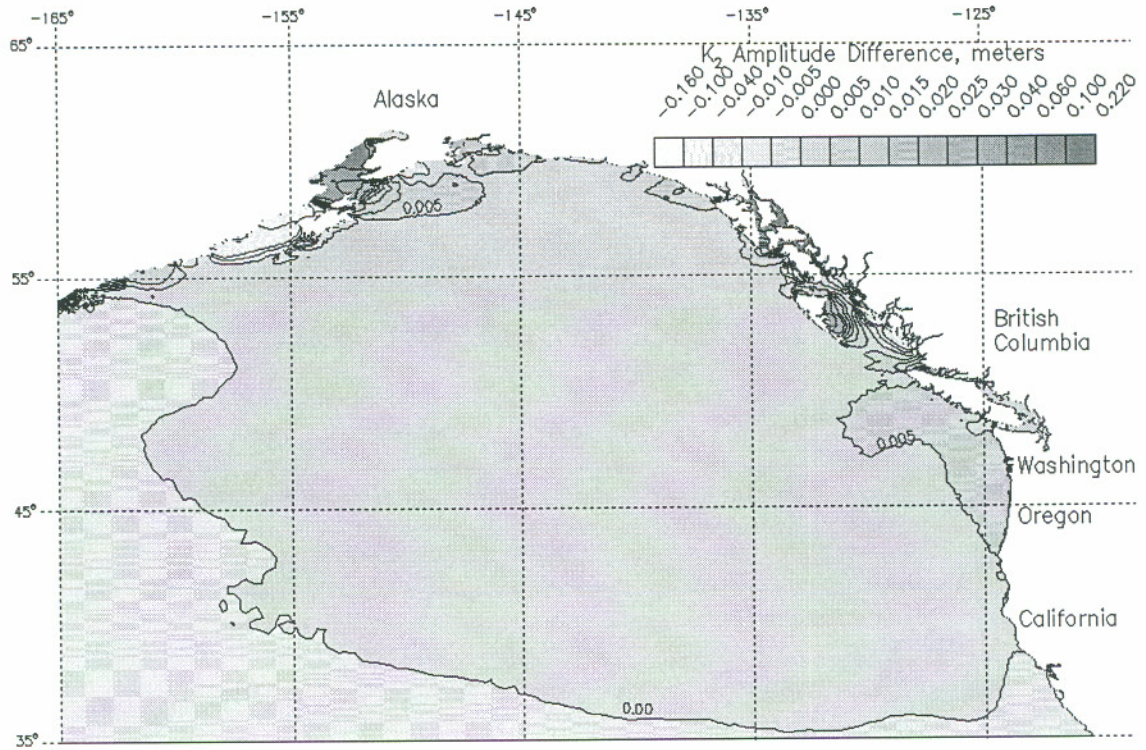 -165° -155° -145° -135° -125°
65°
K₂ Amplitude Difference, meters
-0.160 -0.100 -0.040 -0.010 -0.005 0.000 0.005 0.010 0.015 0.020 0.025 0.030 0.040 0.060 0.100 0.220
Alaska
0.005
55°
British
Columbia
0.005
Washington
45°
Oregon
California
0.00
35°